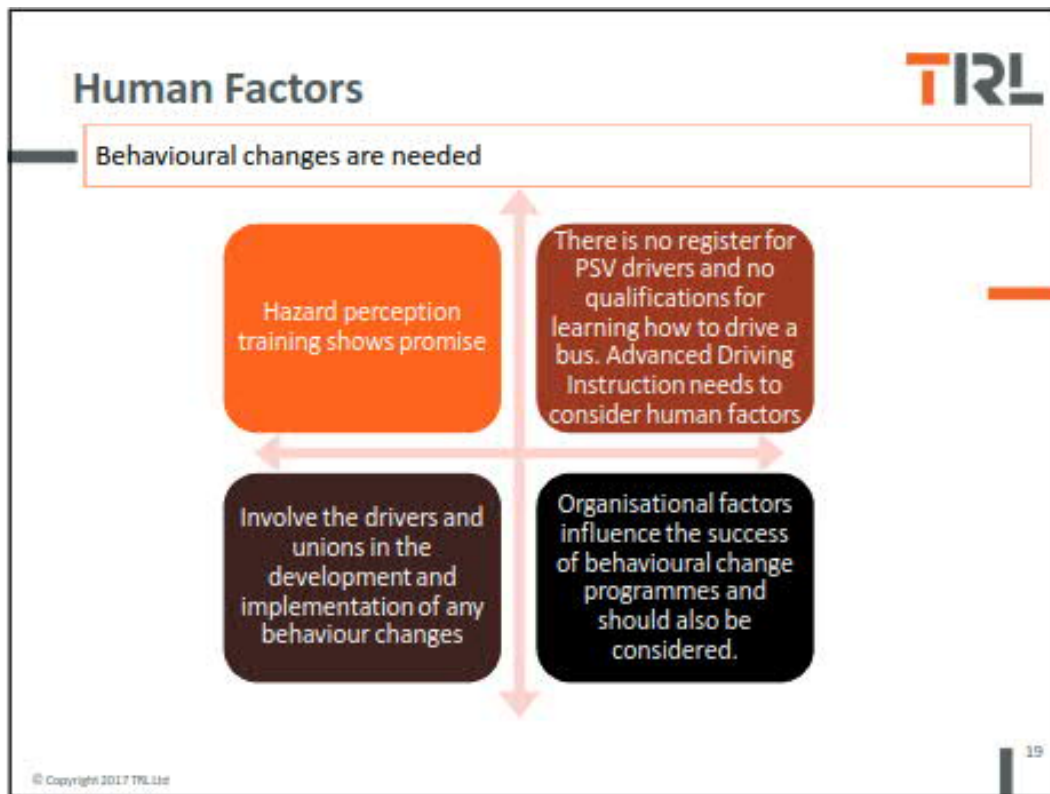 Human Factors
TRL
Behavioural changes are needed
Hazard perception
training shows promise
There is no register for
PSV drivers and no
qualifications for
learning how to drive a
bus. Advanced Driving
Instruction needs to
consider human factors
Involve the drivers and
unions in the
development and
implementation of any
behaviour changes
Organisational factors
influence the success
of behavioural change
programmes and
should also be
considered.
19
© Copyright 2017 TRL Ltd